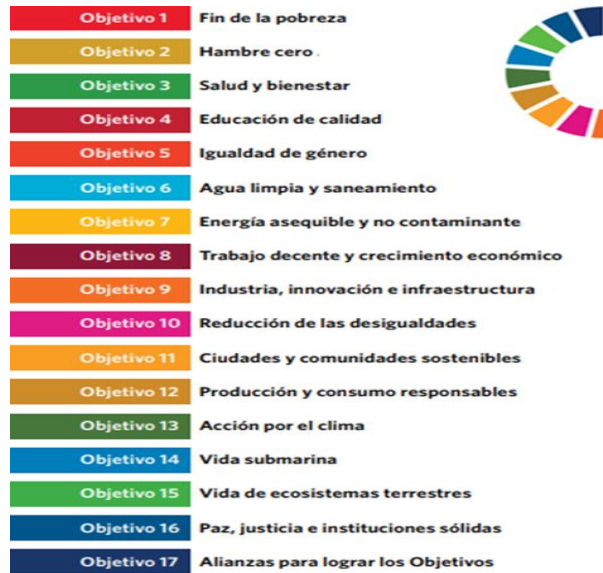 Objetivo 1 Fin de la pobreza
Objetivo 2 Hambre cero
Objetivo 3 Salud y bienestar
Objetivo 4 Educación de calidad
Objetivo 5 Igualdad de género
Objetivo 6 Agua limpia y saneamiento
Objetivo 7 Energía asequible y no contaminante
Objetivo 8 Trabajo decente y crecimiento económico
Objetivo 9 Industria, innovación e infraestructura
Objetivo 10 Reducción de las desigualdades
Objetivo 11 Ciudades y comunidades sostenibles
Objetivo 12 Producción y consumo responsables
Objetivo 13 Acción por el clima
Objetivo 14 Vida submarina
Objetivo 15 Vida de ecosistemas terrestres
Objetivo 16 Paz, justicia e instituciones sólidas
Objetivo 17 Alianzas para lograr los Objetivos